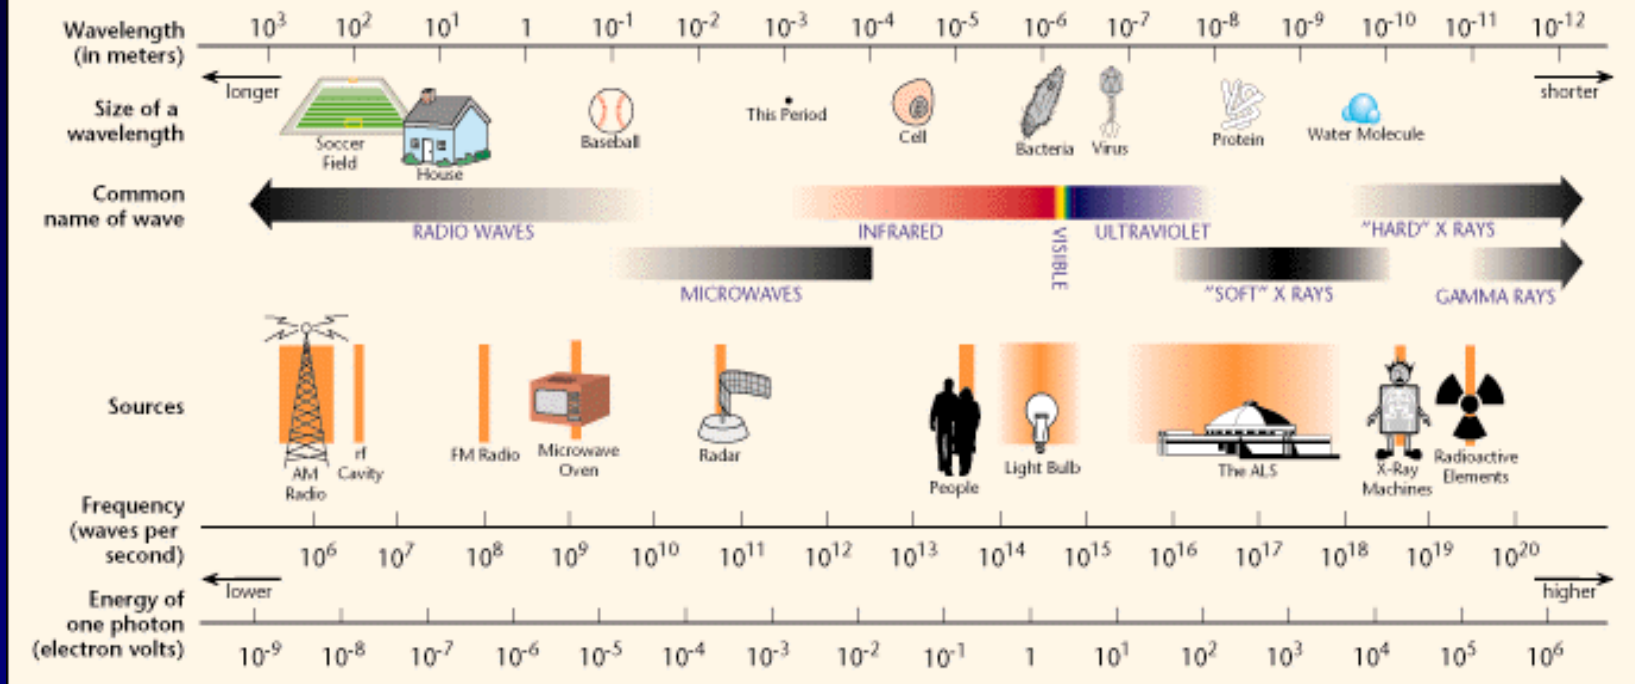 Wavelength
(in meters)
10³ 10² 10¹ 1 10⁻¹ 10⁻² 10⁻³ 10⁻⁴ 10⁻⁵ 10⁻⁶ 10⁻⁷ 10⁻⁸ 10⁻⁹ 10⁻¹⁰ 10⁻¹¹ 10⁻¹²
longer
shorter
Size of a
wavelength
Soccer
Field
House
Baseball
This Period
Cell
Bacteria
Virus
Protein
Water Molecule
Common
name of wave
RADIO WAVES
INFRARED
VISIBLE
ULTRAVIOLET
"HARD" X RAYS
MICROWAVES
"SOFT" X RAYS
GAMMA RAYS
Sources
AM
Radio
rf
Cavity
FM Radio
Microwave
Oven
Radar
People
Light Bulb
The ALS
X-Ray
Machines
Radioactive
Elements
Frequency
(waves per
second)
10⁶ 10⁷ 10⁸ 10⁹ 10¹⁰ 10¹¹ 10¹² 10¹³ 10¹⁴ 10¹⁵ 10¹⁶ 10¹⁷ 10¹⁸ 10¹⁹ 10²⁰
lower
higher
Energy of
one photon
(electron volts)
10⁻⁹ 10⁻⁸ 10⁻⁷ 10⁻⁶ 10⁻⁵ 10⁻⁴ 10⁻³ 10⁻² 10⁻¹ 1 10¹ 10² 10³ 10⁴ 10⁵ 10⁶